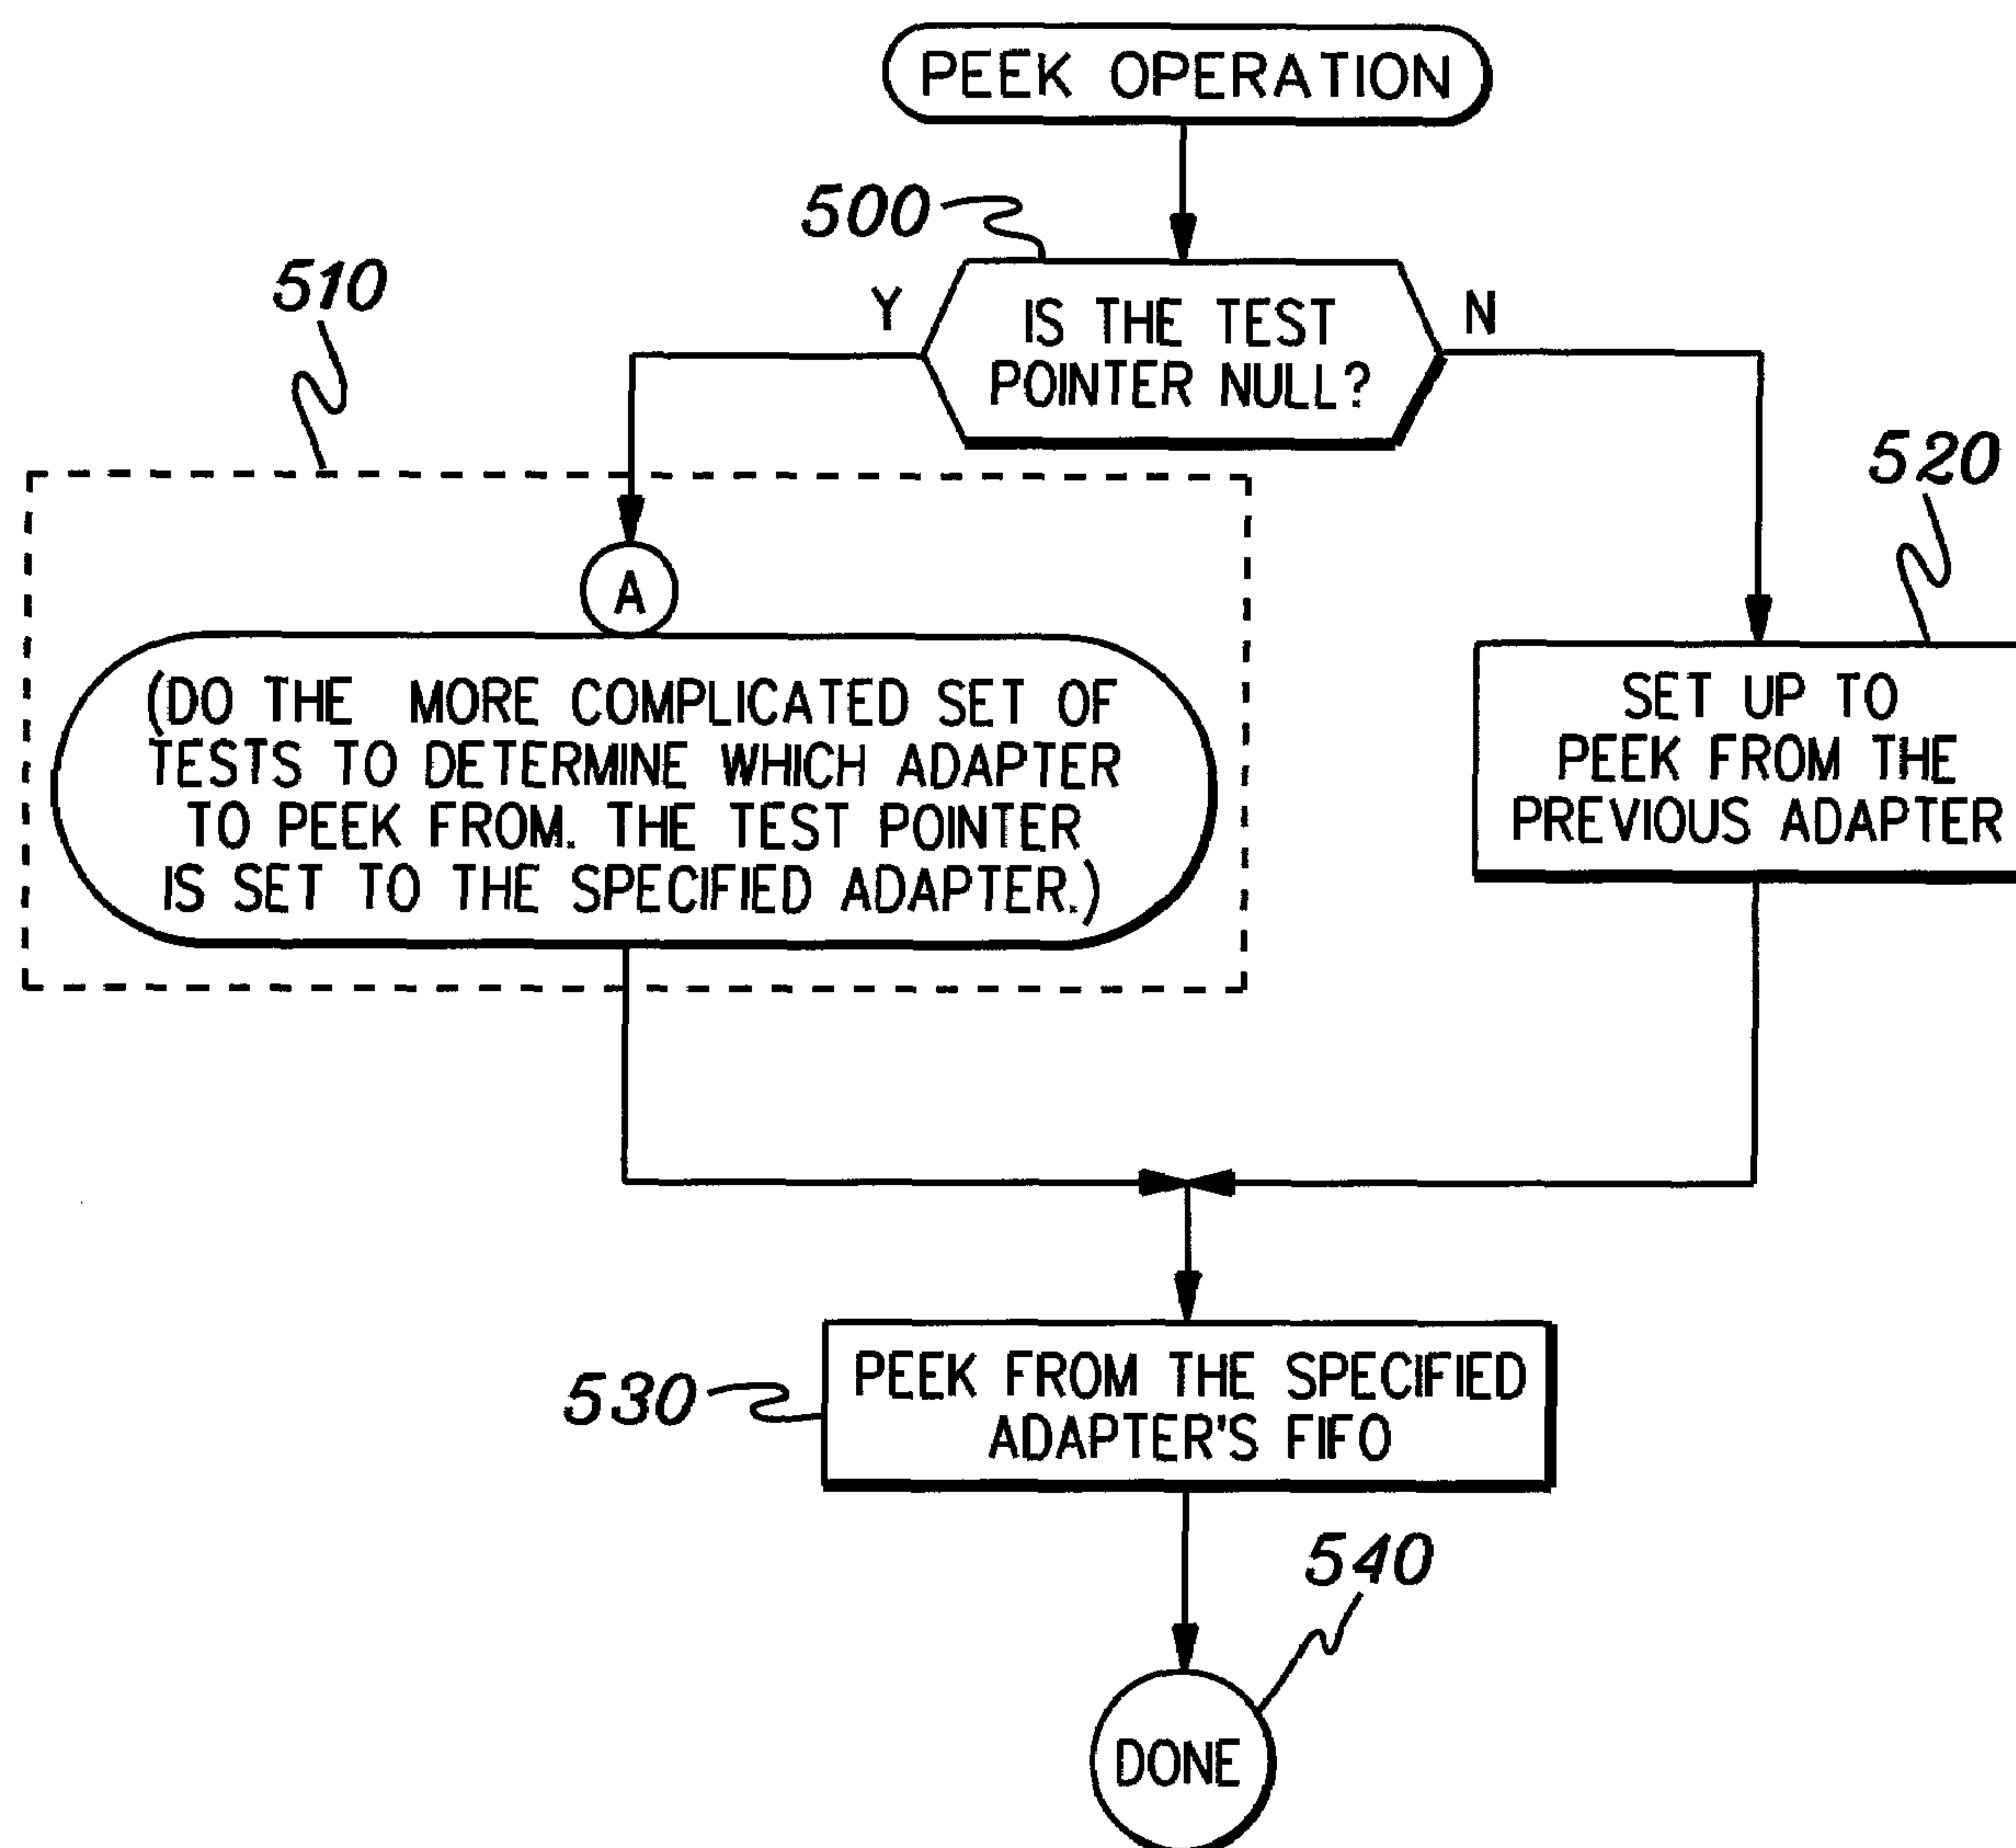 PEEK OPERATION
500
510
Y
IS THE TEST
POINTER NULL?
N
520
A
(DO THE MORE COMPLICATED SET OF
TESTS TO DETERMINE WHICH ADAPTER
TO PEEK FROM. THE TEST POINTER
IS SET TO THE SPECIFIED ADAPTER.)
SET UP TO
PEEK FROM THE
PREVIOUS ADAPTER
530
PEEK FROM THE SPECIFIED
ADAPTER'S FIFO
540
DONE